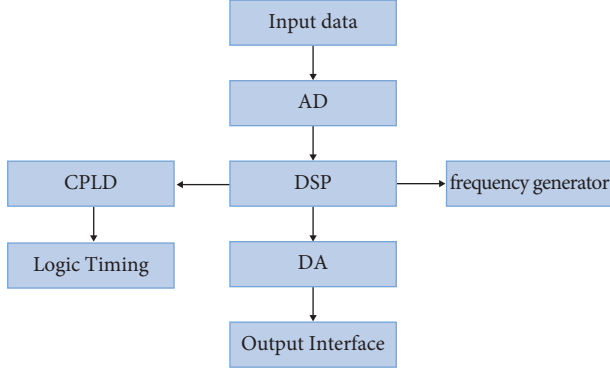 Input data
AD
CPLD
DSP
frequency generator
Logic Timing
DA
Output Interface